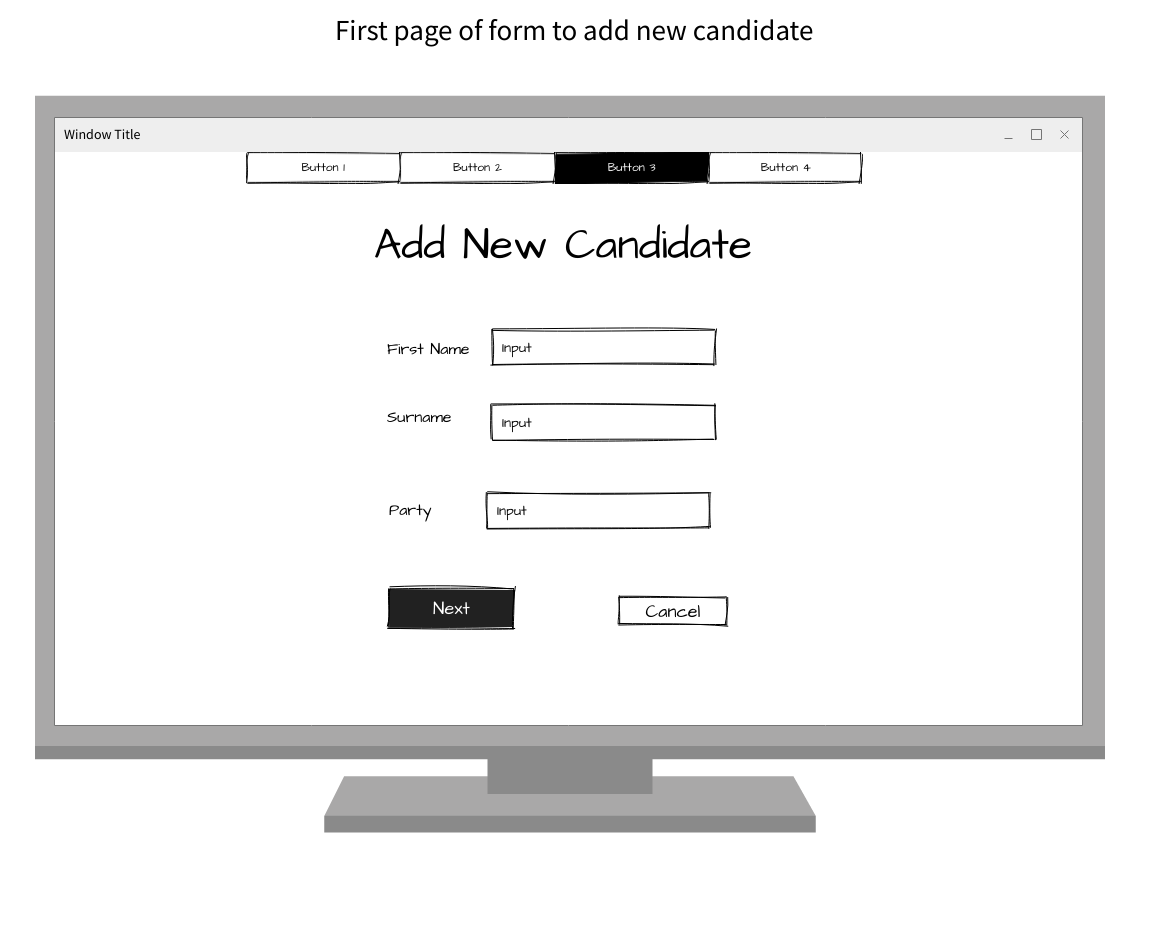 First page of form to add new candidate
Window Title
Button 1 Button 2 Button 3 Button 4
Add New Candidate
First Name Input
Surname Input
Party Input
Next Cancel